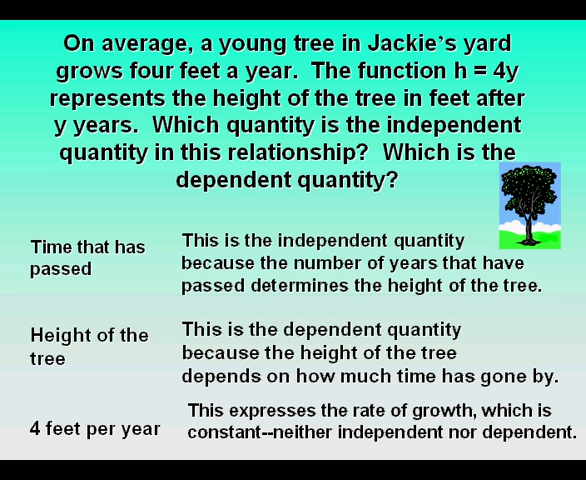 On average, a young tree in Jackie's yard
grows four feet a year.  The function h = 4y
represents the height of the tree in feet after
y years.  Which quantity is the independent
quantity in this relationship?  Which is the
dependent quantity?
Time that has
passed
This is the independent quantity
because the number of years that have
passed determines the height of the tree.
Height of the
tree
This is the dependent quantity
because the height of the tree
depends on how much time has gone by.
4 feet per year
This expresses the rate of growth, which is
constant--neither independent nor dependent.